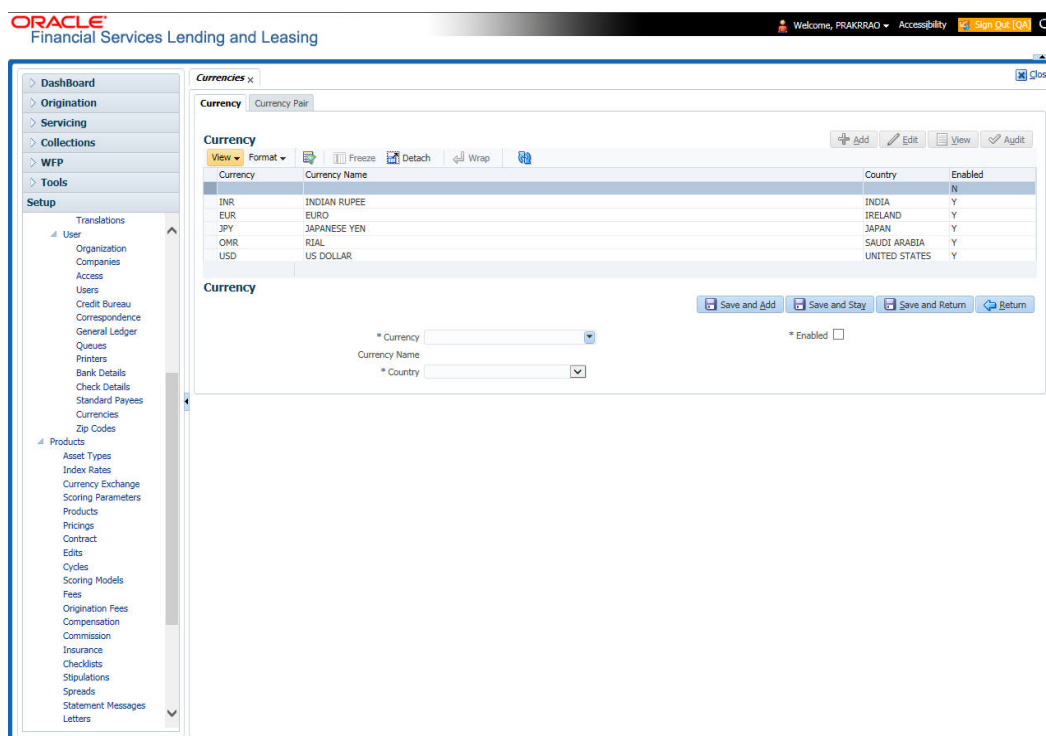 ORACLE
Financial Services Lending and Leasing
Welcome, PRAKRRAO
Accessibility
Sign Out [QA]
DashBoard
Origination
Servicing
Collections
WFP
Tools
Setup
Translations
User
Organization
Companies
Access
Users
Credit Bureau
Correspondence
General Ledger
Queues
Printers
Bank Details
Check Details
Standard Payees
Currencies
Zip Codes
Products
Asset Types
Index Rates
Currency Exchange
Scoring Parameters
Products
Pricings
Contract
Edits
Cycles
Scoring Models
Fees
Origination Fees
Compensation
Commission
Insurance
Checklists
Stipulations
Spreads
Statement Messages
Letters
Currencies x
Clos
Currency Currency Pair
Currency
Add Edit View Audit
View Format Freeze Detach Wrap
Currency Currency Name Country Enabled
N
INR INDIAN RUPEE INDIA Y
EUR EURO IRELAND Y
JPY JAPANESE YEN JAPAN Y
OMR RIAL SAUDI ARABIA Y
USD US DOLLAR UNITED STATES Y
Currency
Save and Add Save and Stay Save and Return Return
* Currency * Enabled
Currency Name
* Country